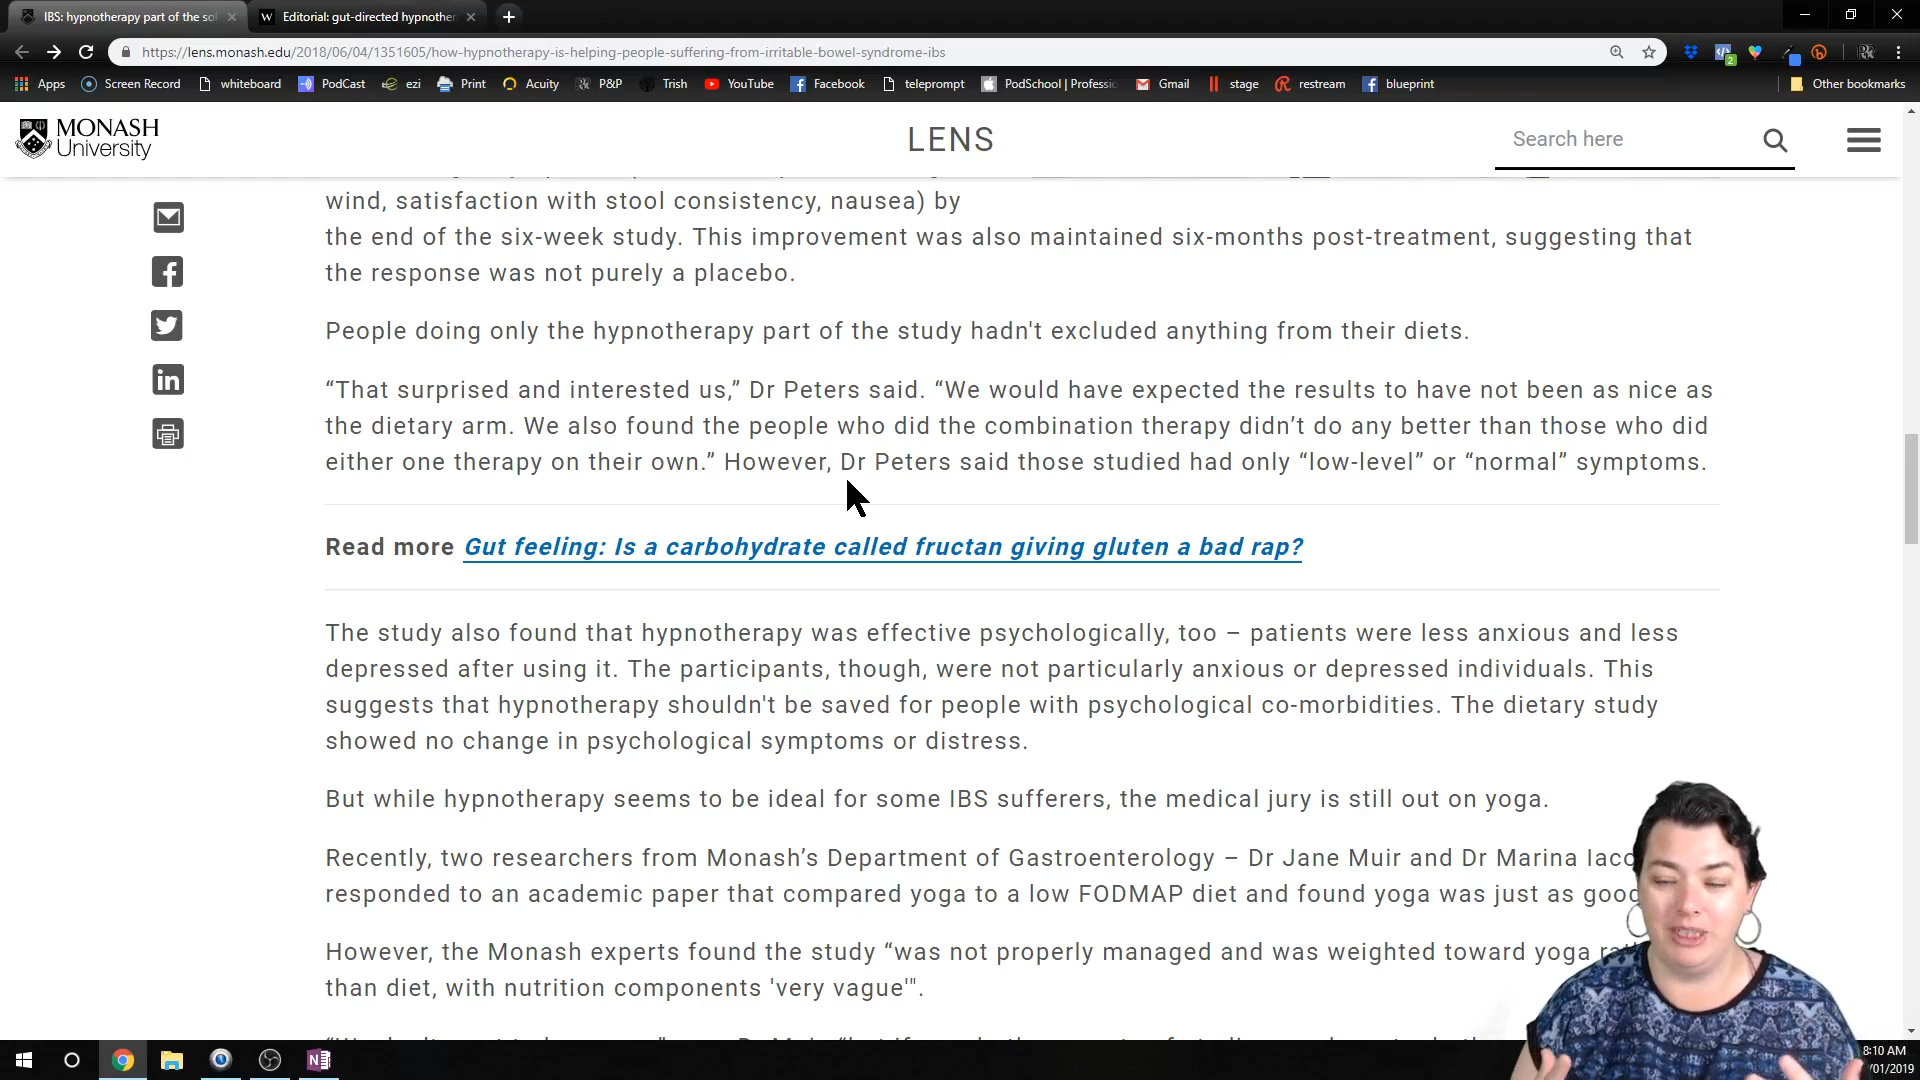 IBS: hypnotherapy part of the so
Editorial: gut-directed hypnother
https://lens.monash.edu/2018/06/04/1351605/how-hypnotherapy-is-helping-people-suffering-from-irritable-bowel-syndrome-ibs
Apps Screen Record whiteboard PodCast ezi Print Acuity P&P Trish YouTube Facebook teleprompt PodSchool | Professio Gmail stage restream blueprint Other bookmarks
MONASH University
LENS
Search here
wind, satisfaction with stool consistency, nausea) by
the end of the six-week study. This improvement was also maintained six-months post-treatment, suggesting that
the response was not purely a placebo.
People doing only the hypnotherapy part of the study hadn't excluded anything from their diets.
“That surprised and interested us,” Dr Peters said. “We would have expected the results to have not been as nice as
the dietary arm. We also found the people who did the combination therapy didn’t do any better than those who did
either one therapy on their own.” However, Dr Peters said those studied had only “low-level” or “normal” symptoms.
Read more Gut feeling: Is a carbohydrate called fructan giving gluten a bad rap?
The study also found that hypnotherapy was effective psychologically, too – patients were less anxious and less
depressed after using it. The participants, though, were not particularly anxious or depressed individuals. This
suggests that hypnotherapy shouldn't be saved for people with psychological co-morbidities. The dietary study
showed no change in psychological symptoms or distress.
But while hypnotherapy seems to be ideal for some IBS sufferers, the medical jury is still out on yoga.
Recently, two researchers from Monash’s Department of Gastroenterology – Dr Jane Muir and Dr Marina Iaco
responded to an academic paper that compared yoga to a low FODMAP diet and found yoga was just as good
However, the Monash experts found the study “was not properly managed and was weighted toward yoga
than diet, with nutrition components 'very vague'".
8:10 AM
/01/2019